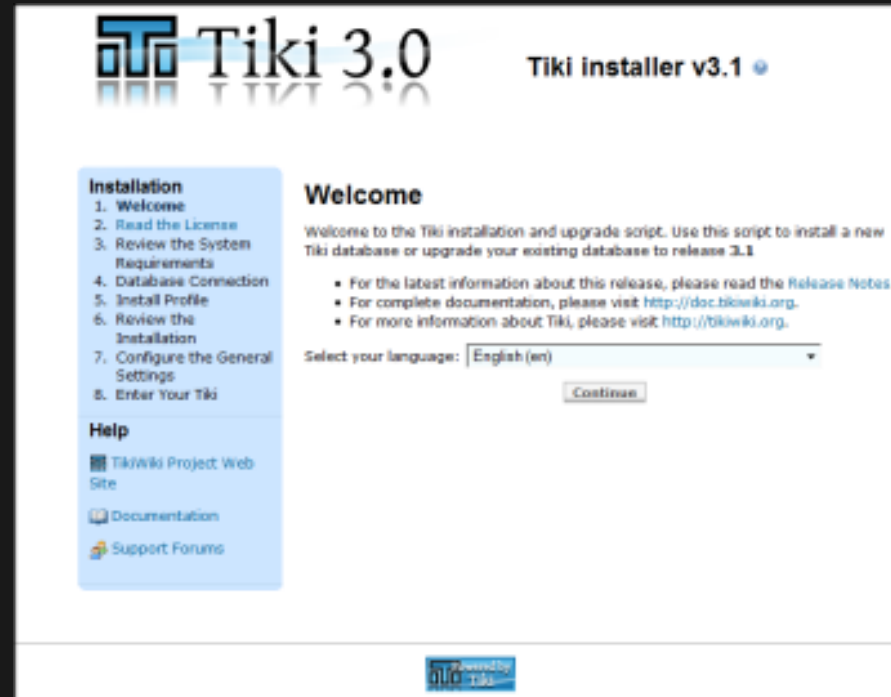 Tiki 3.0
Tiki installer v3.1
Installation
1. Welcome
2. Read the License
3. Review the System
Requirements
4. Database Connection
5. Install Profile
6. Review the
Installation
7. Configure the General
Settings
8. Enter Your Tiki
Help
TikiWiki Project Web
Site
Documentation
Support Forums
Welcome
Welcome to the Tiki installation and upgrade script. Use this script to install a new
Tiki database or upgrade your existing database to release 3.1
For the latest information about this release, please read the Release Notes
For complete documentation, please visit http://doc.tikiwiki.org.
For more information about Tiki, please visit http://tikiwiki.org.
Select your language: English (en)
Continue
Powered by
Tiki